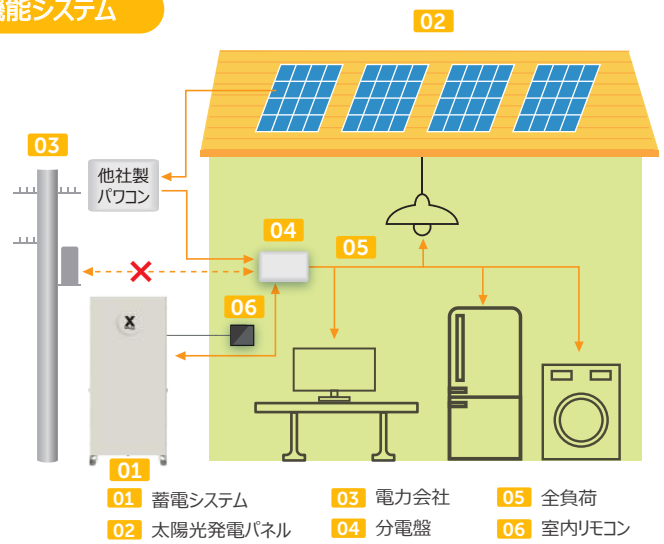 機能システム
02
03
他社製
パワコン
04
05
06
X
01
01 蓄電システム
02 太陽光発電パネル
03 電力会社
04 分電盤
05 全負荷
06 室内リモコン